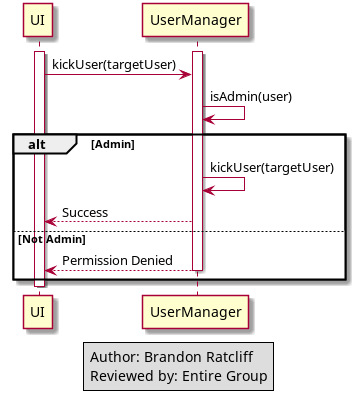 UI UserManager
kickUser(targetUser)
isAdmin(user)
alt [Admin]
kickUser(targetUser)
Success
[Not Admin]
Permission Denied
UI UserManager
Author: Brandon Ratcliff
Reviewed by: Entire Group